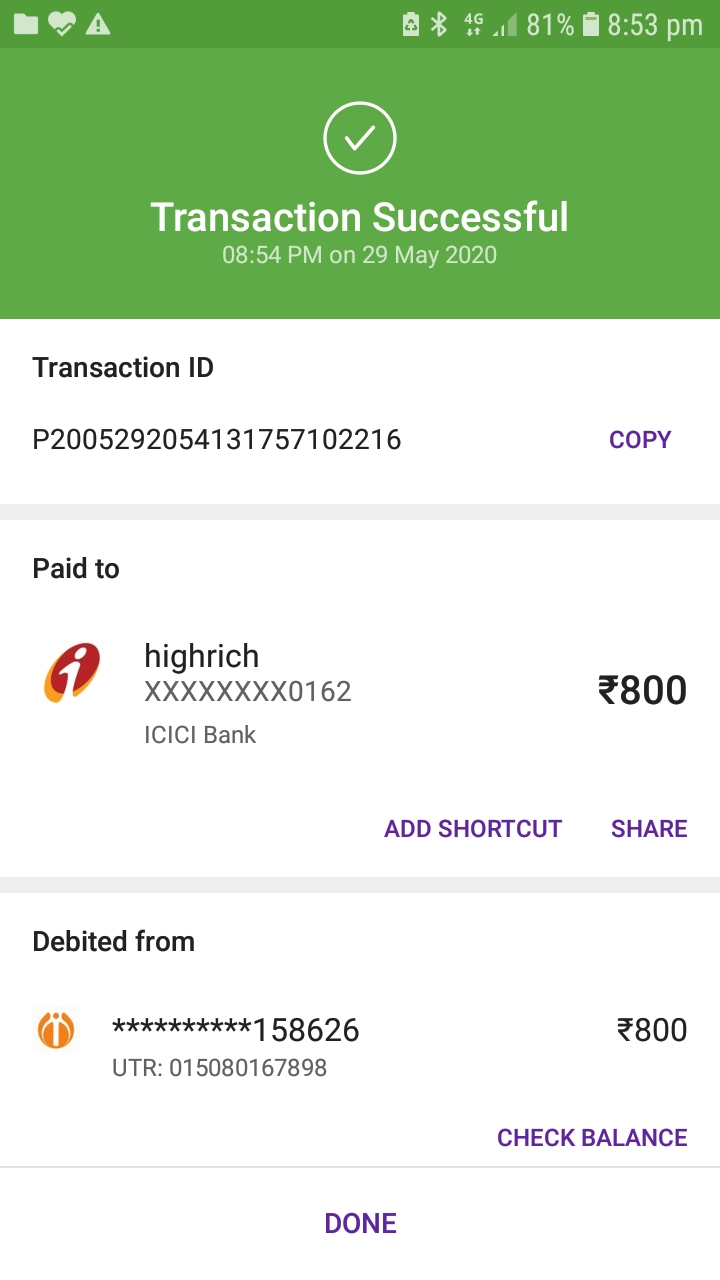 4G 81% 8:53 pm
Transaction Successful
08:54 PM on 29 May 2020
Transaction ID
P2005292054131757102216 COPY
Paid to
highrich
XXXXXXXX0162
₹800
ICICI Bank
ADD SHORTCUT SHARE
Debited from
**********158626 ₹800
UTR: 015080167898
CHECK BALANCE
DONE